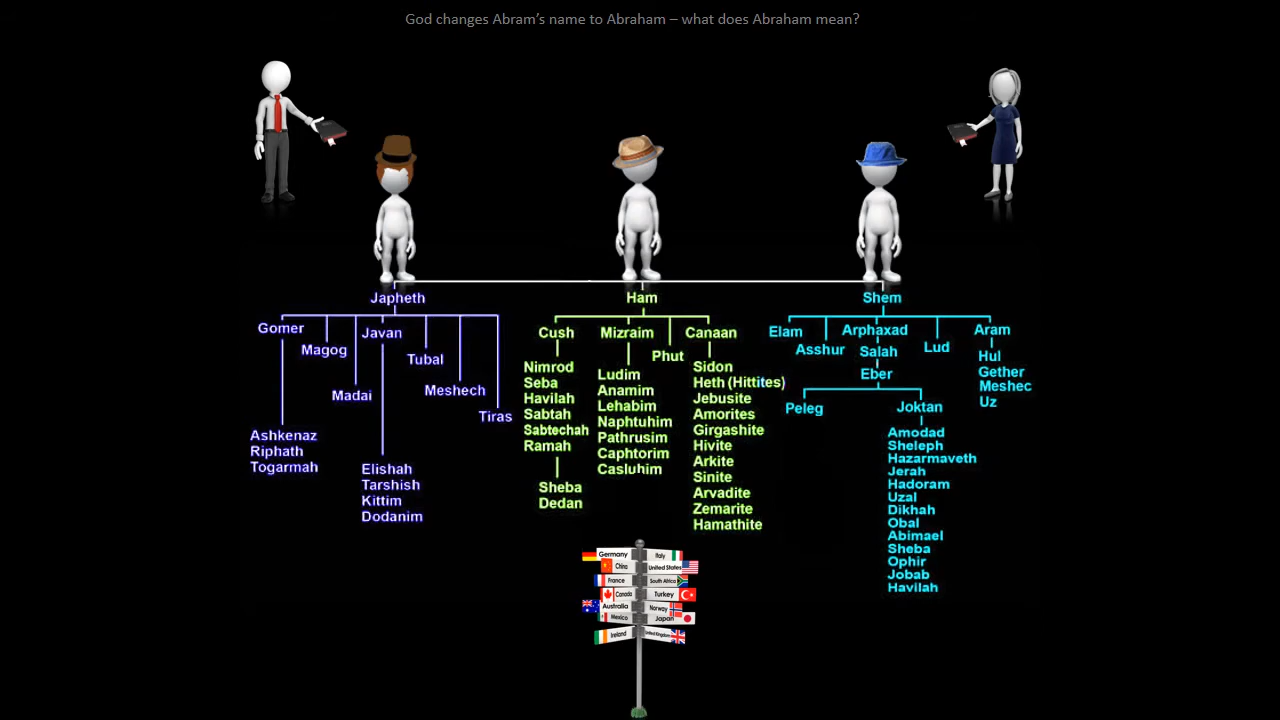 God changes Abram's name to Abraham – what does Abraham mean?
Japheth
Gomer
Magog
Madai
Javan
Tubal
Meshech
Tiras
Ashkenaz
Riphath
Togarmah
Elishah
Tarshish
Kittim
Dodanim
Ham
Cush
Mizraim
Phut
Canaan
Nimrod
Seba
Havilah
Sabtah
Sabtechah
Ramah
Sheba
Dedan
Ludim
Anamim
Lehabim
Naphtuhim
Pathrusim
Caphtorim
Casluhim
Sidon
Heth (Hittites)
Jebusite
Amorites
Girgashite
Hivite
Arkite
Sinite
Arvadite
Zemarite
Hamathite
Shem
Elam
Asshur
Arphaxad
Salah
Eber
Lud
Aram
Hul
Gether
Meshec
Uz
Peleg
Joktan
Amodad
Sheleph
Hazarmaveth
Jerah
Hadoram
Uzal
Dikhah
Obal
Abimael
Sheba
Ophir
Jobab
Havilah
Germany
Italy
China
United States
France
South Africa
Canada
Turkey
Australia
Norway
Mexico
Japan
Ireland
United Kingdom